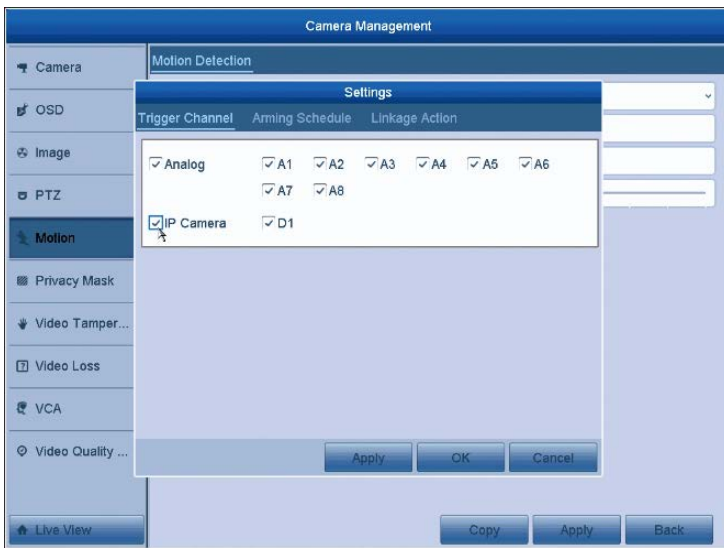 Camera Management
Camera
OSD
Image
PTZ
Motion
Privacy Mask
Video Tamper...
Video Loss
VCA
Video Quality ...
Live View
Motion Detection
Settings
Trigger Channel Arming Schedule Linkage Action
Analog A1 A2 A3 A4 A5 A6
A7 A8
IP Camera D1
Apply OK Cancel
Copy Apply Back